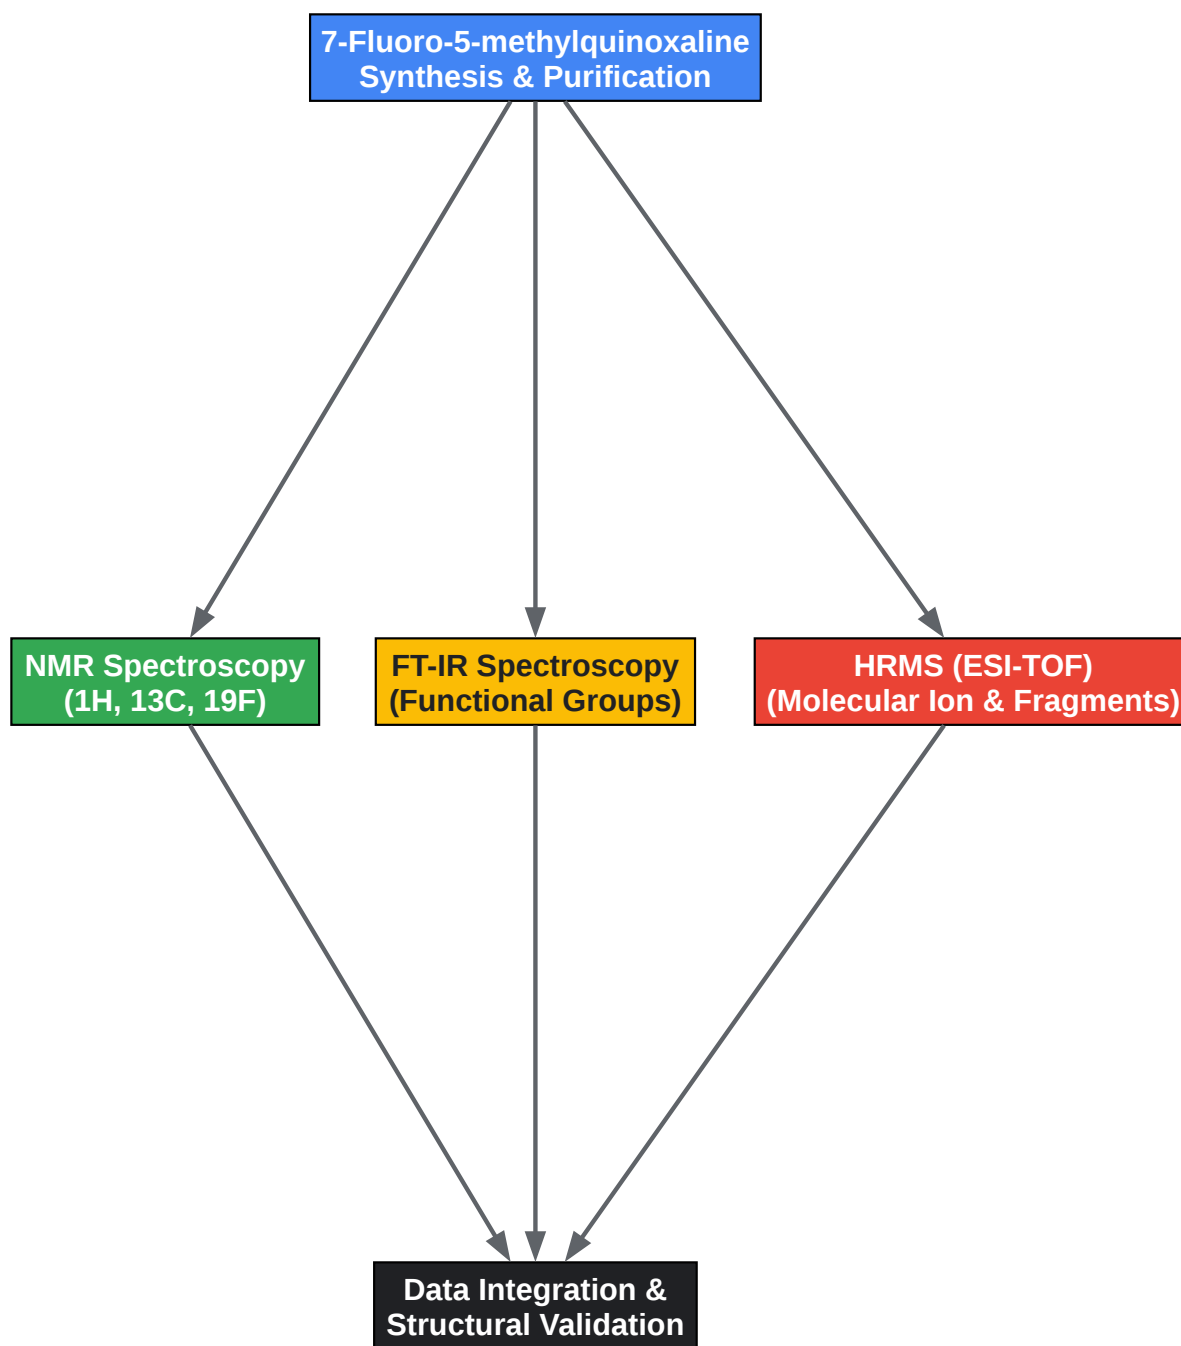 7-Fluoro-5-methylquinoxaline
Synthesis & Purification
NMR Spectroscopy
(1H, 13C, 19F)
FT-IR Spectroscopy
(Functional Groups)
HRMS (ESI-TOF)
(Molecular Ion & Fragments)
Data Integration &
Structural Validation